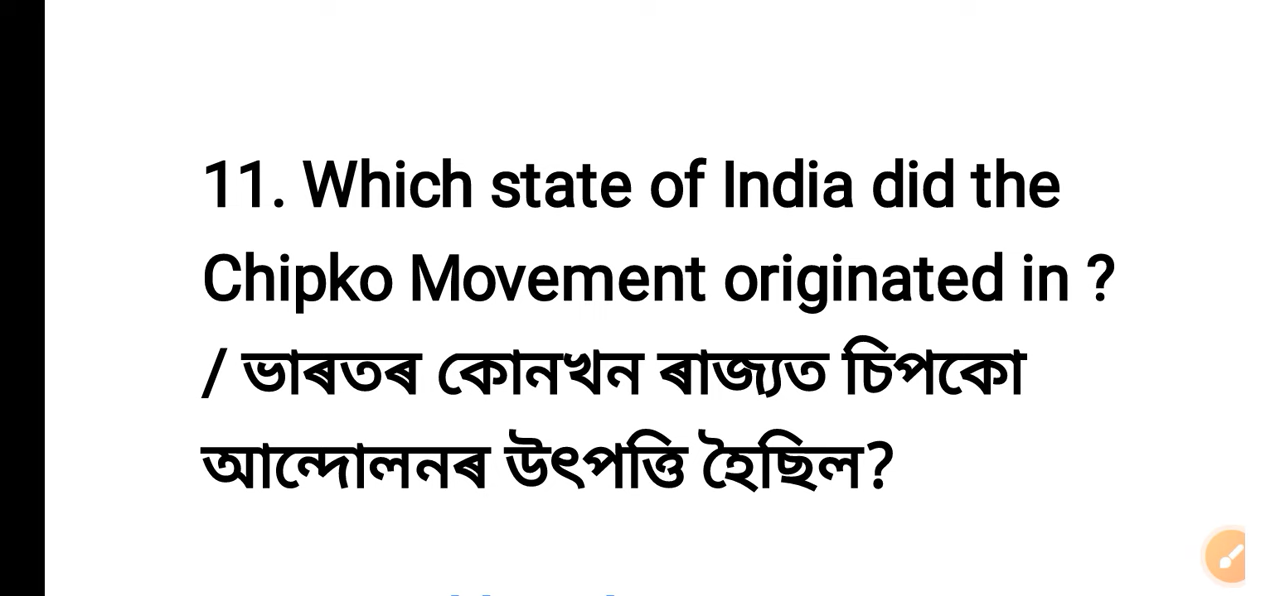 11. Which state of India did the
Chipko Movement originated in ?
/ ভাৰতৰ কোনখন ৰাজ্যত চিপকো
আন্দোলনৰ উৎপত্তি হৈছিল?